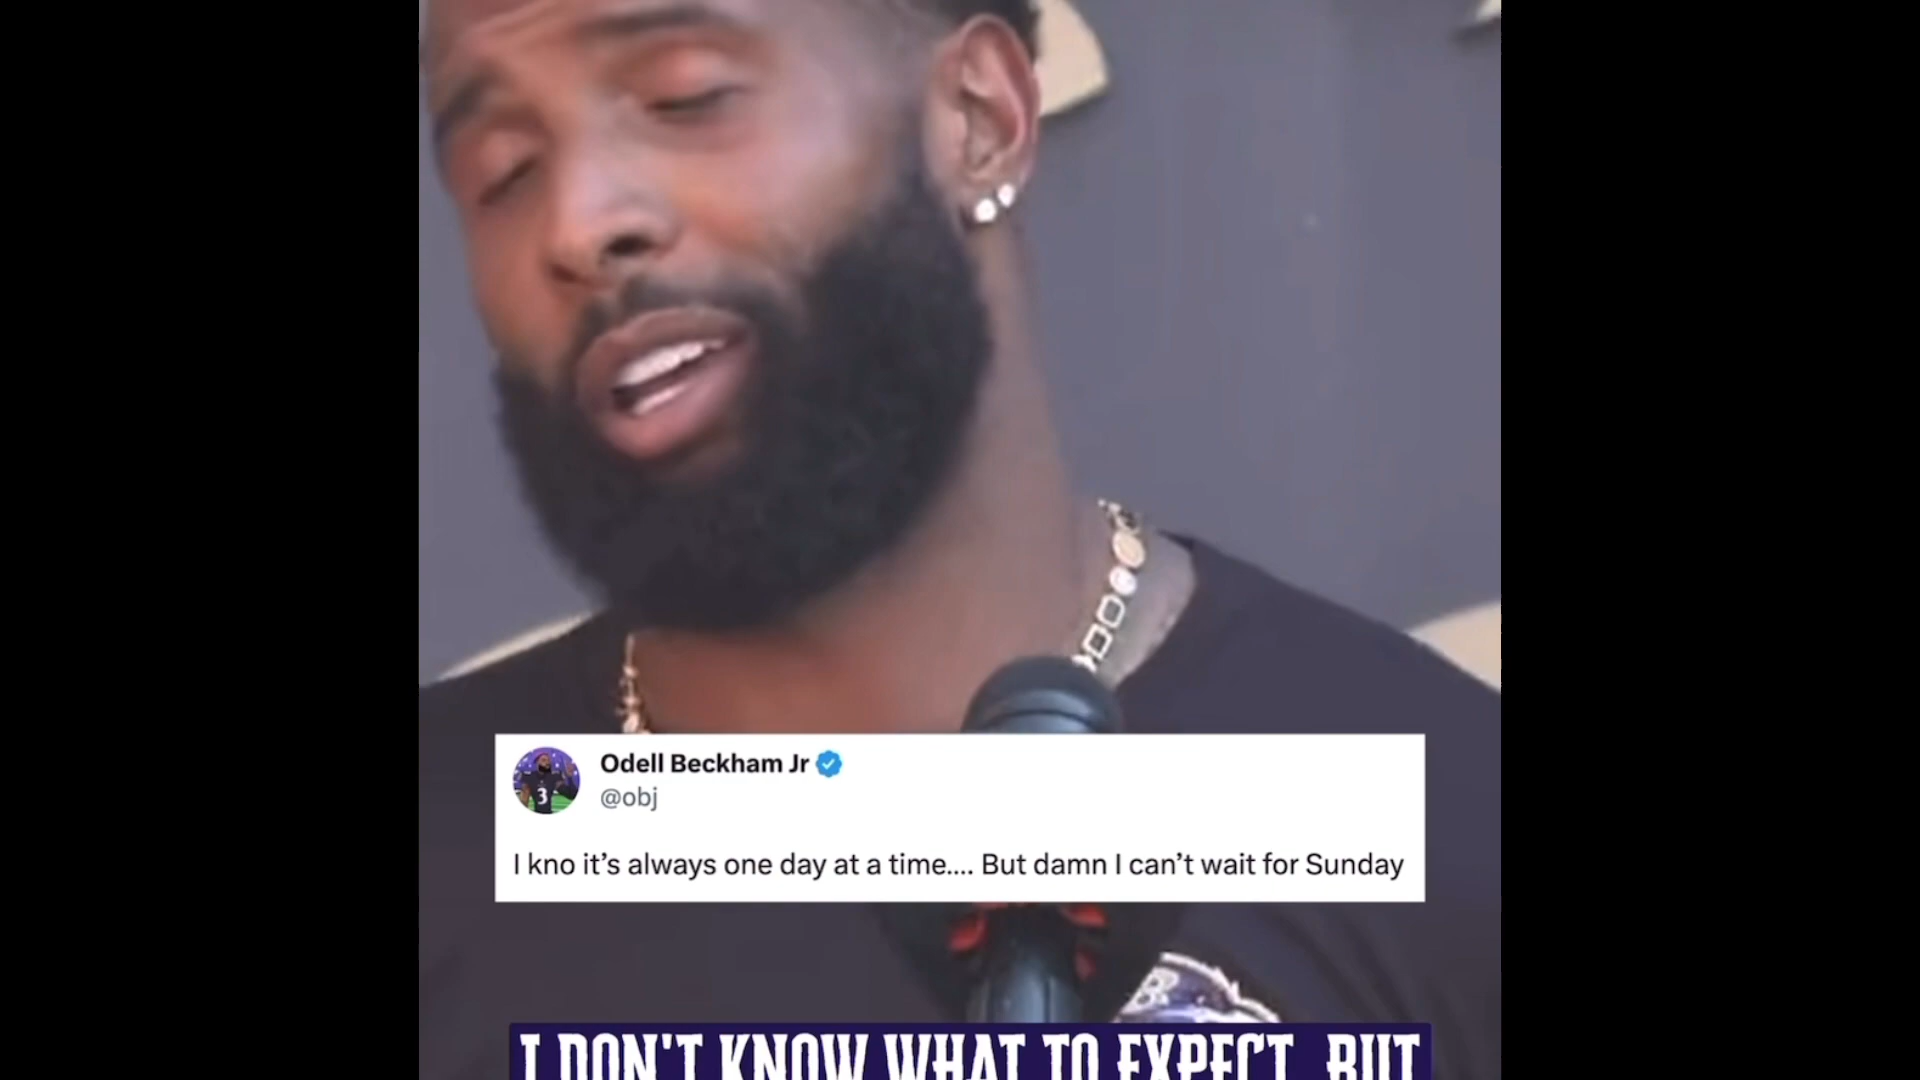 Odell Beckham Jr
@obj
3
I kno it's always one day at a time.... But damn I can't wait for Sunday
B
I DON'T KNOW WHAT TO EXPECT, BUT